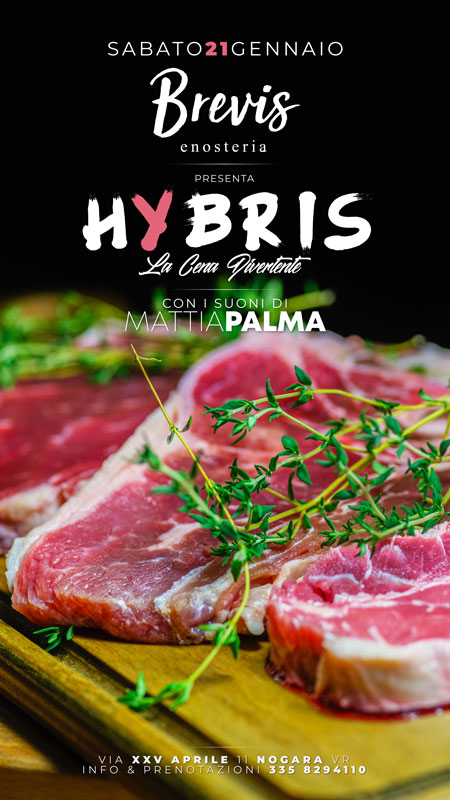 SABATO21GENNAIO
Brevis
enosteria
PRESENTA
HYBRIS
La Cena Divertente
CON I SUONI DI
MATTIAPALMA
VIA XXV APRILE 11 NOGARA VR
INFO & PRENOTAZIONI 335 8294110